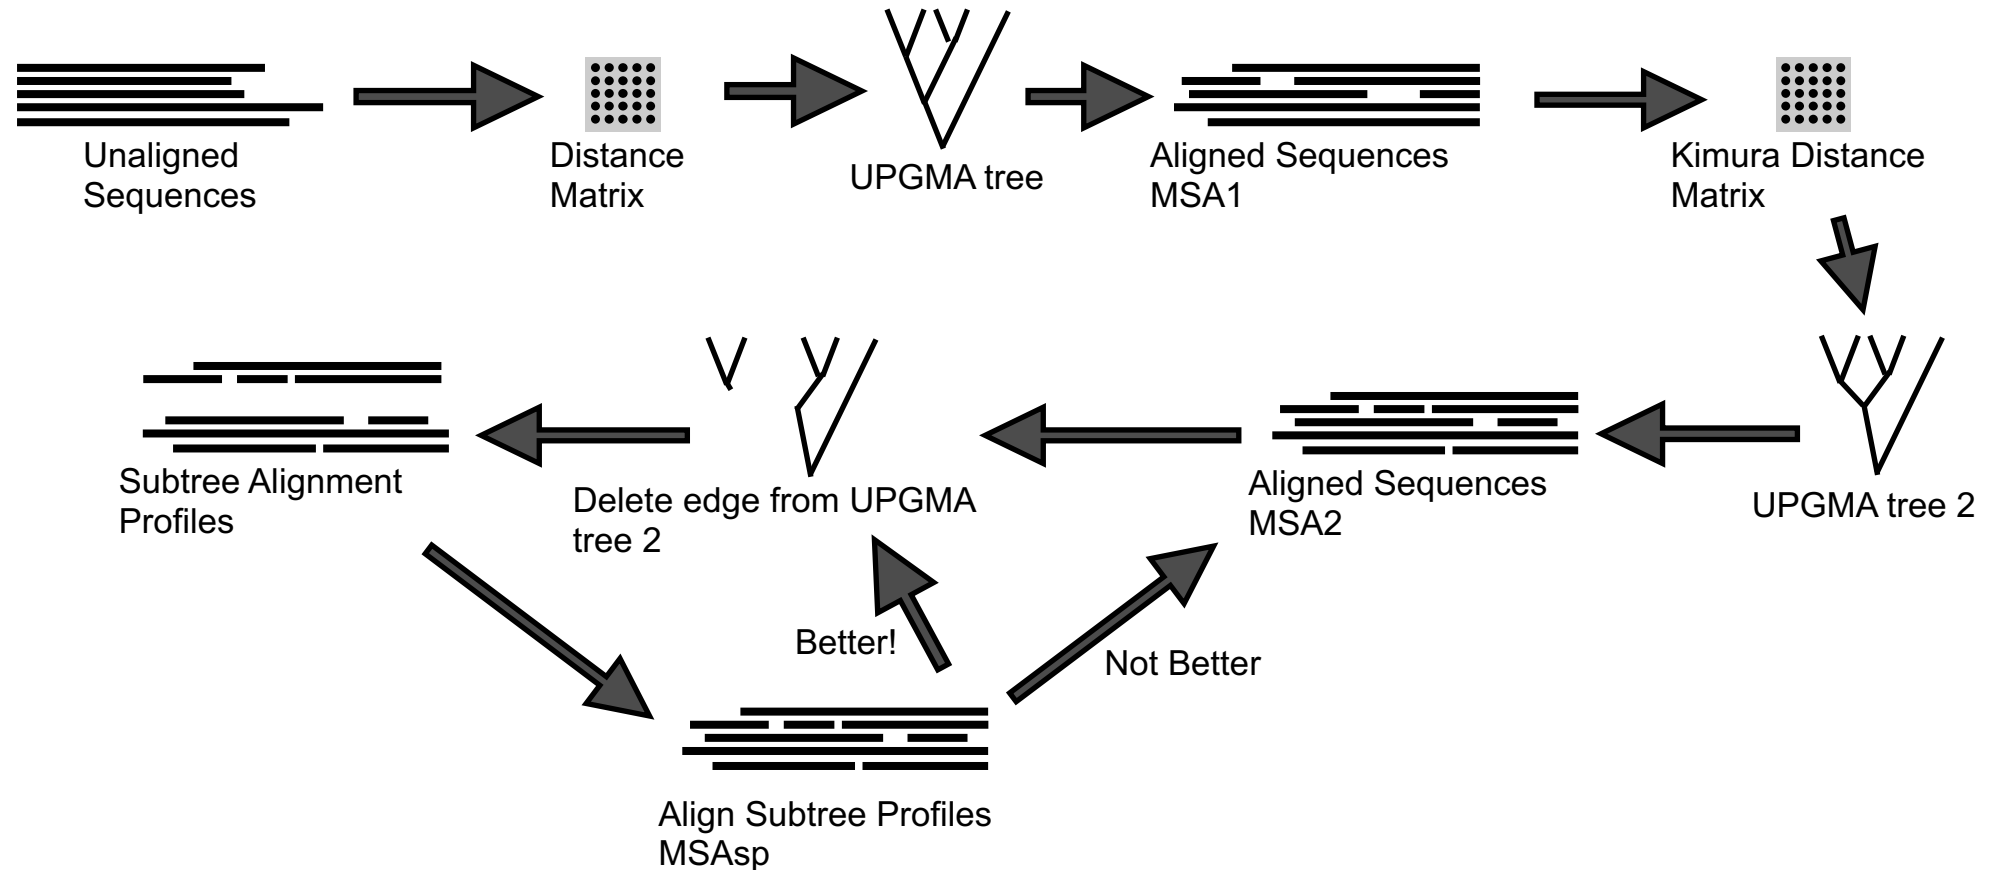 Unaligned
Sequences
Distance
Matrix
UPGMA tree
Aligned Sequences
MSA1
Kimura Distance
Matrix
Subtree Alignment
Profiles
Delete edge from UPGMA
tree 2
Aligned Sequences
MSA2
UPGMA tree 2
Better!
Not Better
Align Subtree Profiles
MSAsp